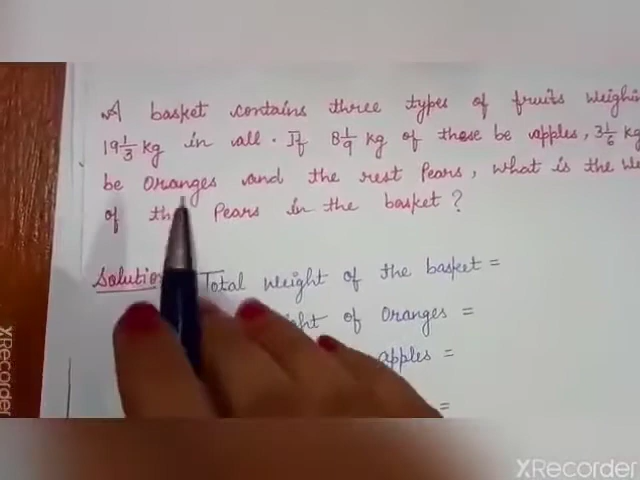 A basket contains three types of fruits
19 1/3 kg in all. If 8 1/9 kg of these be apples, 3 1/6 kg
be Oranges and the rest Pears, what is the
of the Pears in the basket?
Solution Total weight of the basket =
of Oranges =
apples =
=
XRecorder
XRecorder